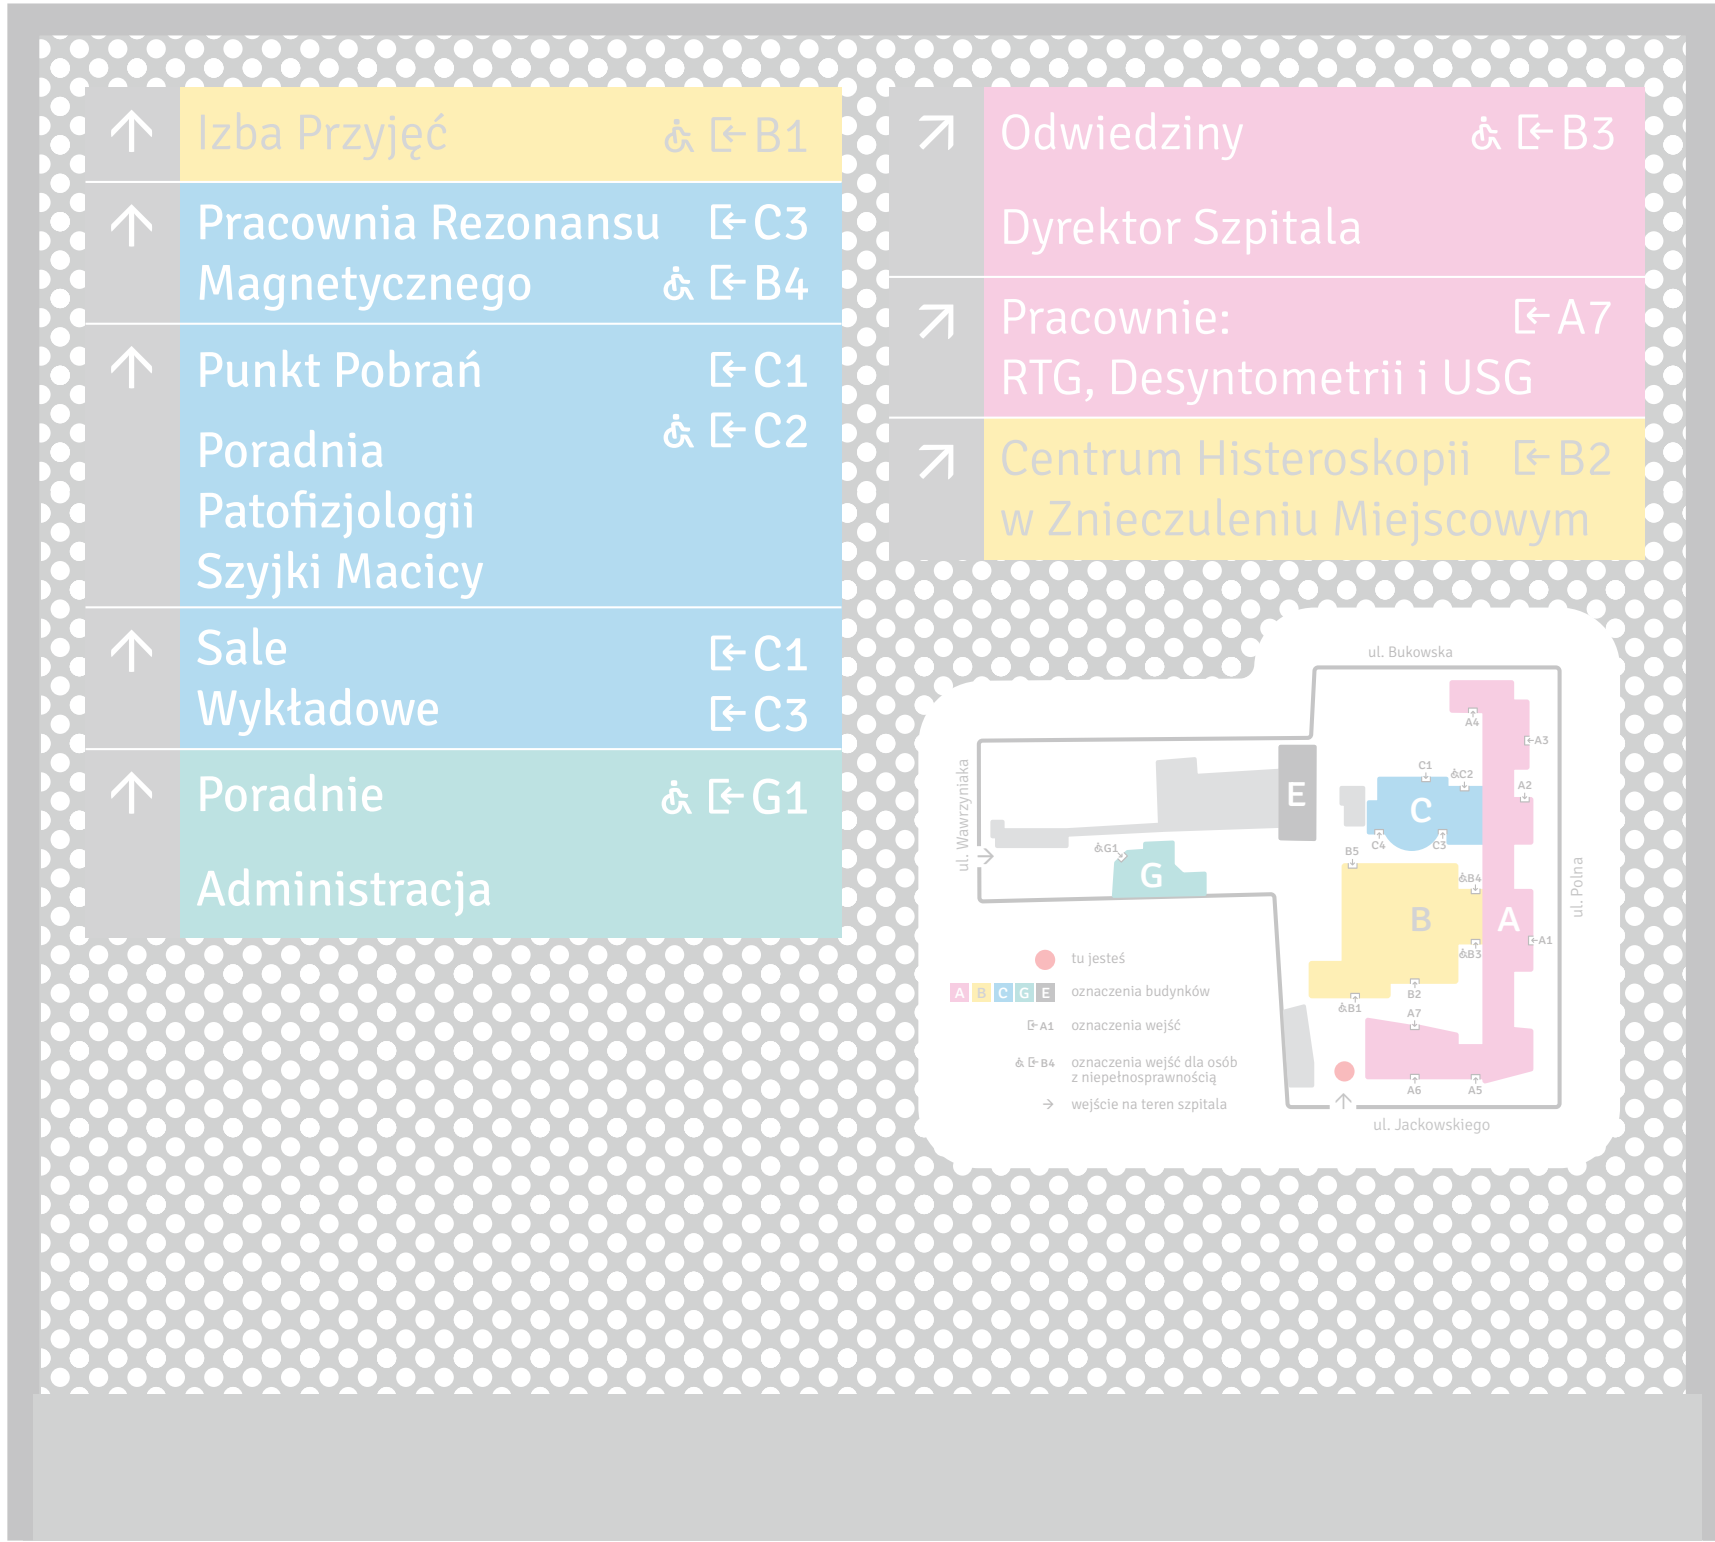 Izba Przyjęć B1
Pracownia Rezonansu C3
Magnetycznego B4
Punkt Pobrań C1
C2
Poradnia
Patofizjologii
Szyjki Macicy
Sale C1
Wykładowe C3
Poradnie G1
Administracja
Odwiedziny B3
Dyrektor Szpitala
Pracownie: A7
RTG, Desyntometrii i USG
Centrum Histeroskopii B2
w Znieczuleniu Miejscowym
ul. Bukowska
A4
A3
ul. Wawrzyniaka
E
C1
C2
A2
C
C4
C3
G1
B5
G
B4
ul. Polna
B
A
A1
B3
tu jesteś
A B C G E oznaczenia budynków
B2
B1
A7
A1 oznaczenia wejść
B4 oznaczenia wejść dla osób
z niepełnosprawnością
A6
A5
wejście na teren szpitala
ul. Jackowskiego